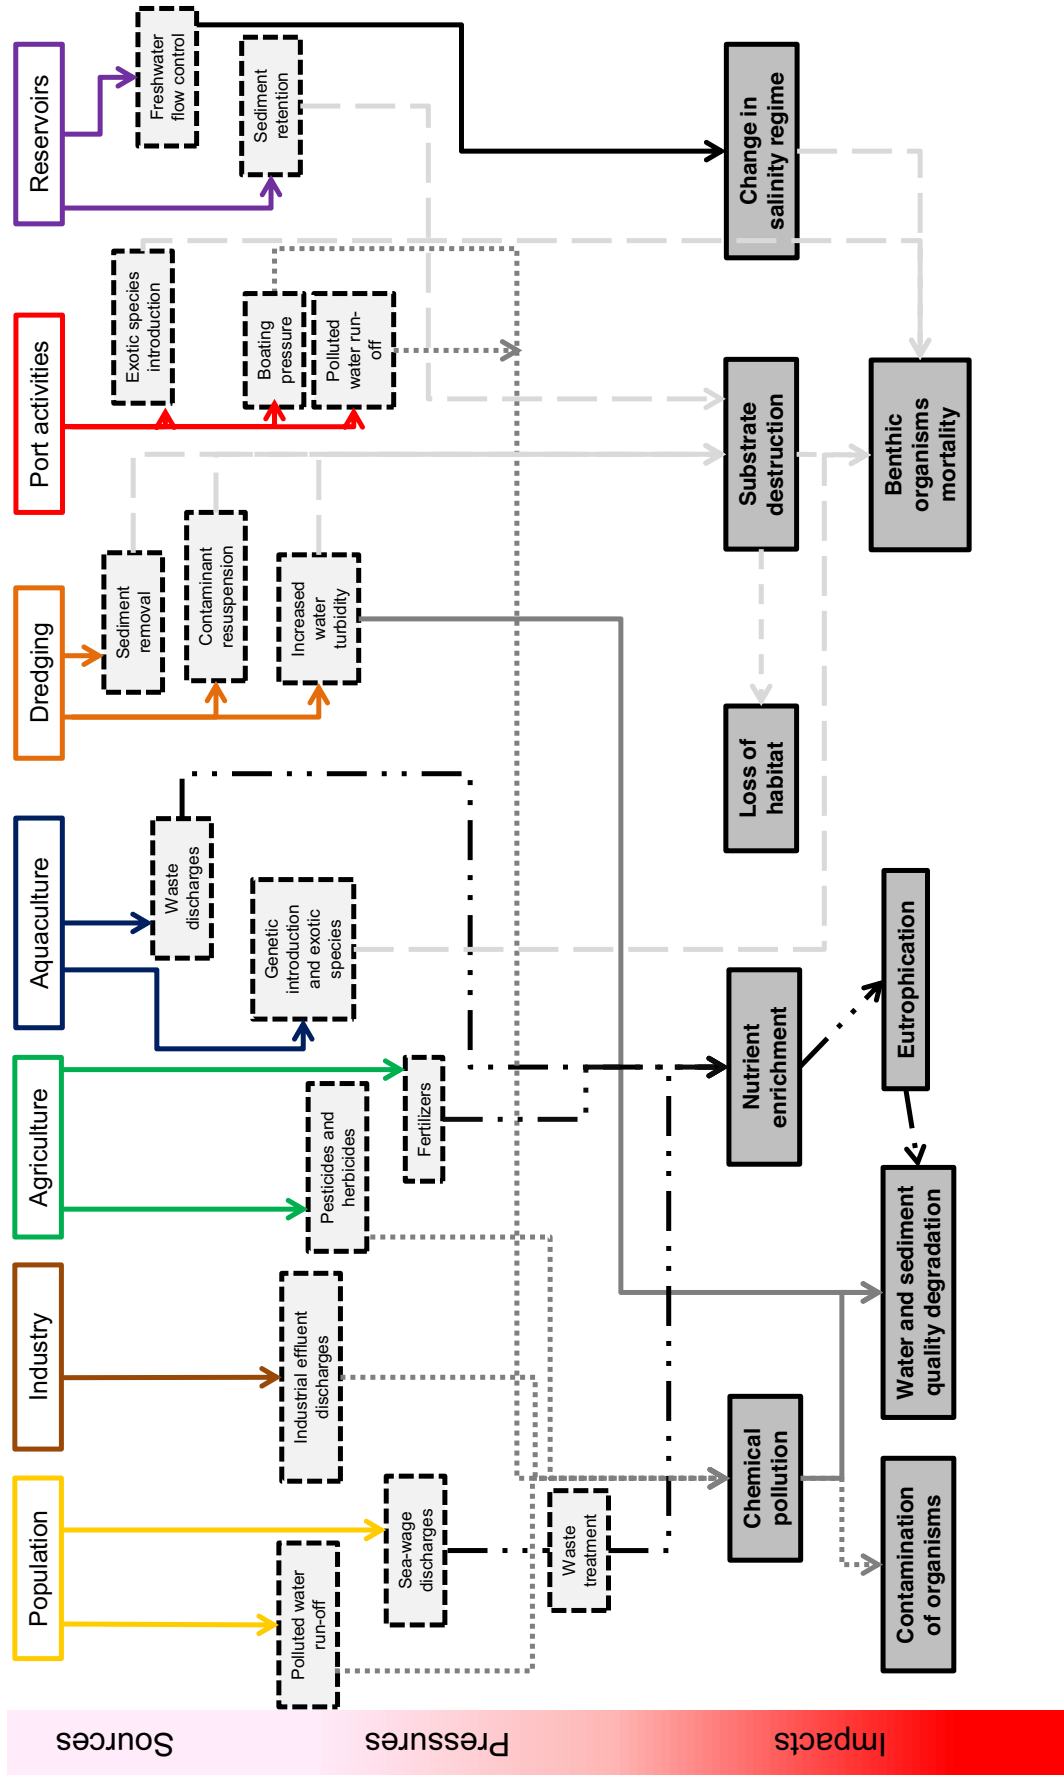 Sources
Pressures
Impacts
Population
Industry
Agriculture
Aquaculture
Dredging
Port activities
Reservoirs
Polluted water
run-off
Sea-wage
discharges
Waste
treatment
Industrial effluent
discharges
Pesticides and
herbicides
Fertilizers
Waste
discharges
Genetic
introduction
and exotic
species
Sediment
removal
Contaminant
resuspension
Increased
water
turbidity
Exotic species
introduction
Boating
pressure
Polluted
water run-
off
Freshwater
flow control
Sediment
retention
Chemical
pollution
Nutrient
enrichment
Loss of
habitat
Substrate
destruction
Change in
salinity regime
Contamination
of organisms
Water and sediment
quality degradation
Eutrophication
Benthic
organisms
mortality